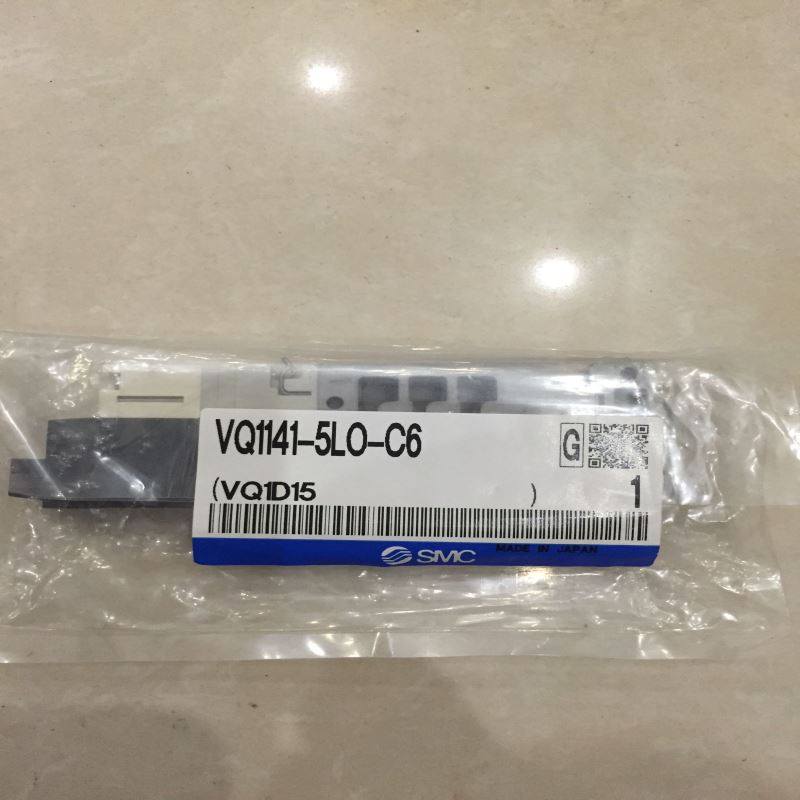 VQ1141-5LO-C6
G
(VQ1D15 )
1
SMC
MADE IN JAPAN